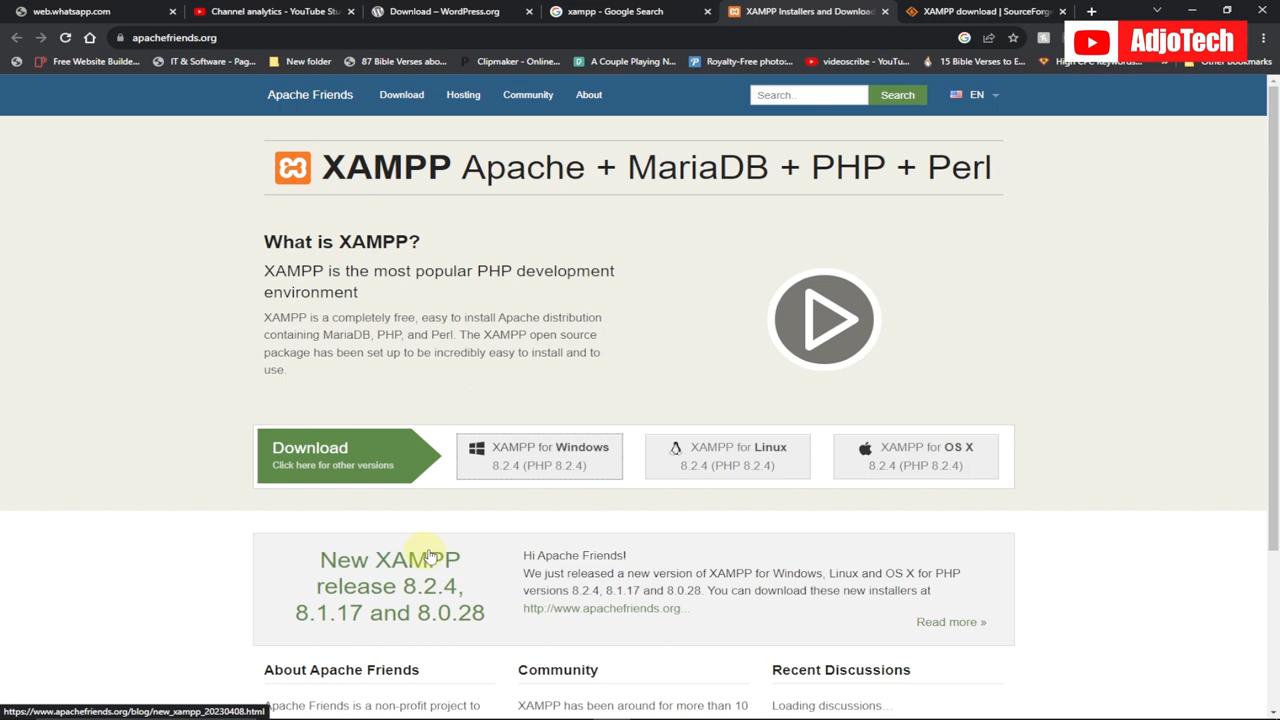 web.whatsapp.com
Channel analytics - YouTube Stu
Download – WordPress.org
xampp - Google Search
XAMPP Installers and Download
XAMPP download | SourceForge
apachefriends.org
AdjoTech
Free Website Builde...
IT & Software - Pag...
New folder
Clipmaker - Online...
A Couple Playing N...
Royalty-Free photo...
videoscribe - YouTu...
15 Bible Verses to E...
Other Bookmarks
Apache Friends
Download
Hosting
Community
About
Search..
Search
EN
XAMPP Apache + MariaDB + PHP + Perl
What is XAMPP?
XAMPP is the most popular PHP development
environment
XAMPP is a completely free, easy to install Apache distribution
containing MariaDB, PHP, and Perl. The XAMPP open source
package has been set up to be incredibly easy to install and to
use.
Download
Click here for other versions
XAMPP for Windows
8.2.4 (PHP 8.2.4)
XAMPP for Linux
8.2.4 (PHP 8.2.4)
XAMPP for OS X
8.2.4 (PHP 8.2.4)
New XAMPP
release 8.2.4,
8.1.17 and 8.0.28
Hi Apache Friends!
We just released a new version of XAMPP for Windows, Linux and OS X for PHP
versions 8.2.4, 8.1.17 and 8.0.28. You can download these new installers at
http://www.apachefriends.org...
Read more »
About Apache Friends
Community
Recent Discussions
Apache Friends is a non-profit project to
XAMPP has been around for more than 10
Loading discussions…
https://www.apachefriends.org/blog/new_xampp_20230408.html